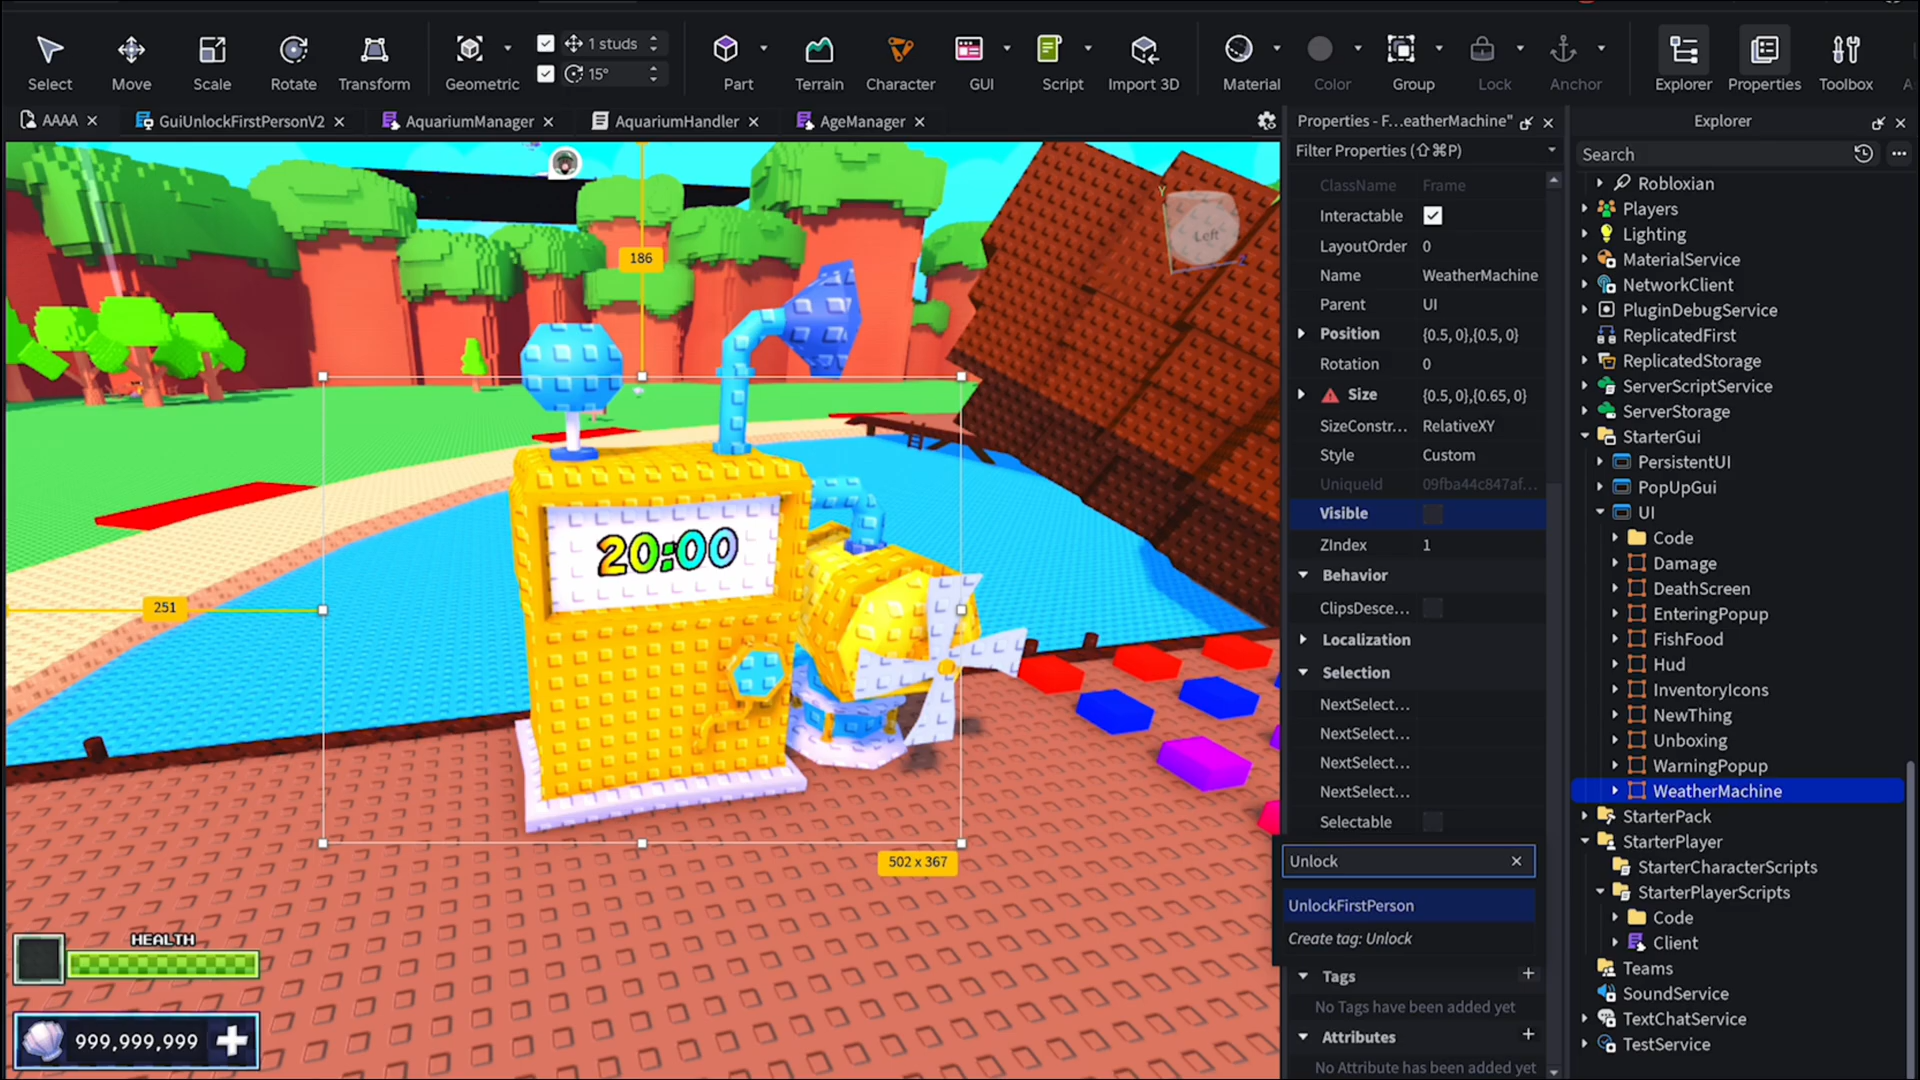 Select
Move
Scale
Rotate
Transform
Geometric
1 studs
15°
Part
Terrain
Character
GUI
Script
Import 3D
Material
Color
Group
Lock
Anchor
Explorer
Properties
Toolbox
AAAA
GuiUnlockFirstPersonV2
AquariumManager
AquariumHandler
AgeManager
Properties - F...eatherMachine"
Filter Properties (⇧⌘P)
ClassName Frame
Interactable
LayoutOrder 0
Name WeatherMachine
Parent UI
Position {0.5, 0},{0.5, 0}
Rotation 0
Size {0.5, 0},{0.65, 0}
SizeConstr... RelativeXY
Style Custom
UniqueId 09fba44c847af...
Visible
ZIndex 1
Behavior
ClipsDesce...
Localization
Selection
NextSelect...
NextSelect...
NextSelect...
NextSelect...
Selectable
Unlock
UnlockFirstPerson
Create tag: Unlock
Tags
No Tags have been added yet
Attributes
No Attribute has been added yet
Explorer
Search
Robloxian
Players
Lighting
MaterialService
NetworkClient
PluginDebugService
ReplicatedFirst
ReplicatedStorage
ServerScriptService
ServerStorage
StarterGui
PersistentUI
PopUpGui
UI
Code
Damage
DeathScreen
EnteringPopup
FishFood
Hud
InventoryIcons
NewThing
Unboxing
WarningPopup
WeatherMachine
StarterPack
StarterPlayer
StarterCharacterScripts
StarterPlayerScripts
Code
Client
Teams
SoundService
TextChatService
TestService
Y
Left
Z
186
251
20:00
502 x 367
HEALTH
999,999,999